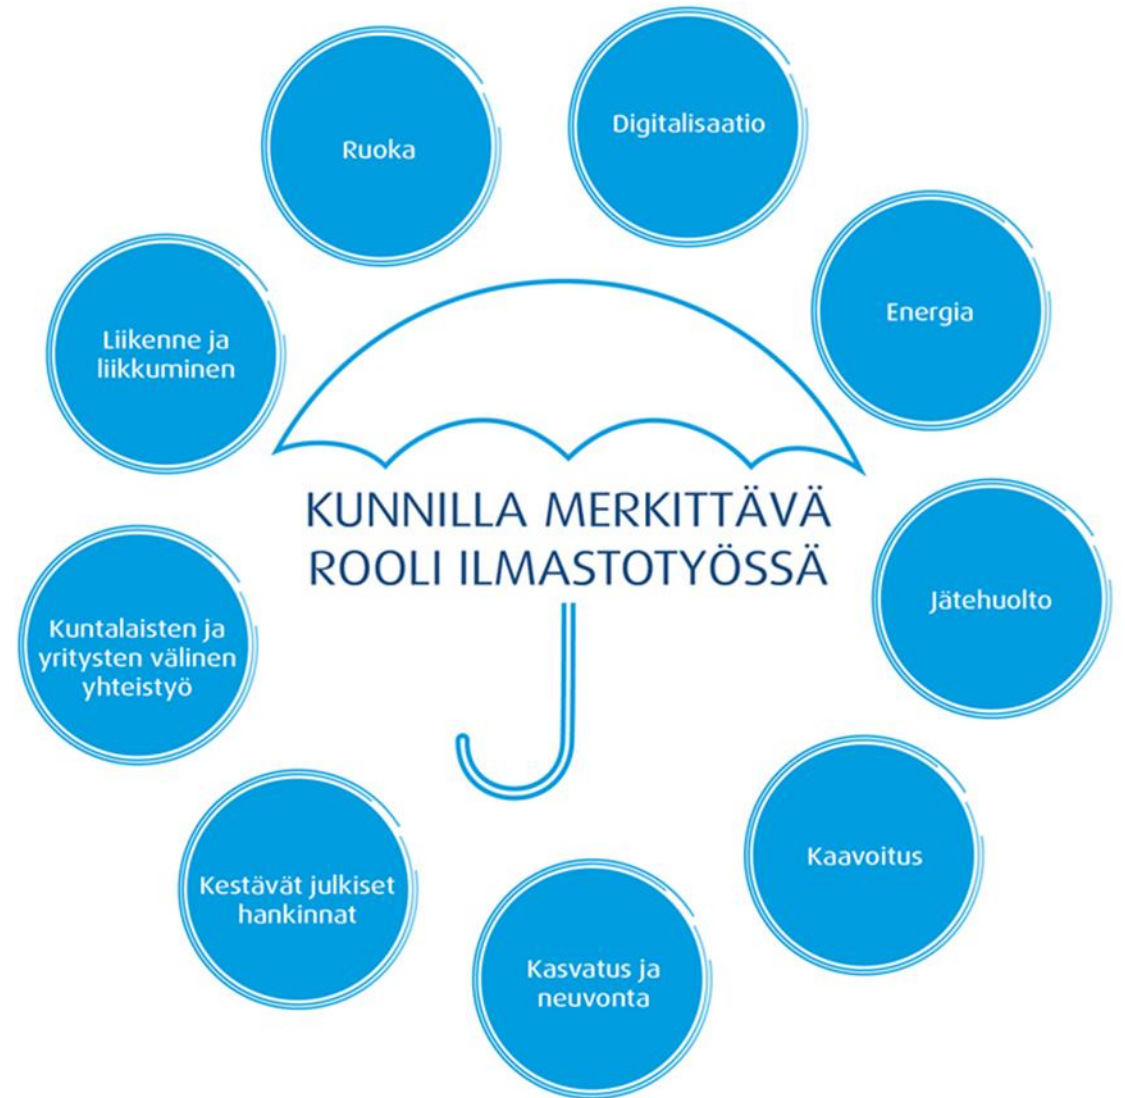 Digitalisaatio
Ruoka
Energia
Liikenne ja
liikkuminen
KUNNILLA MERKITTÄVÄ
ROOLI ILMASTOTYÖSSÄ
Jätehuolto
Kuntalaisten ja
yritysten välinen
yhteistyö
Kaavoitus
Kestävät julkiset
hankinnat
Kasvatus ja
neuvonta